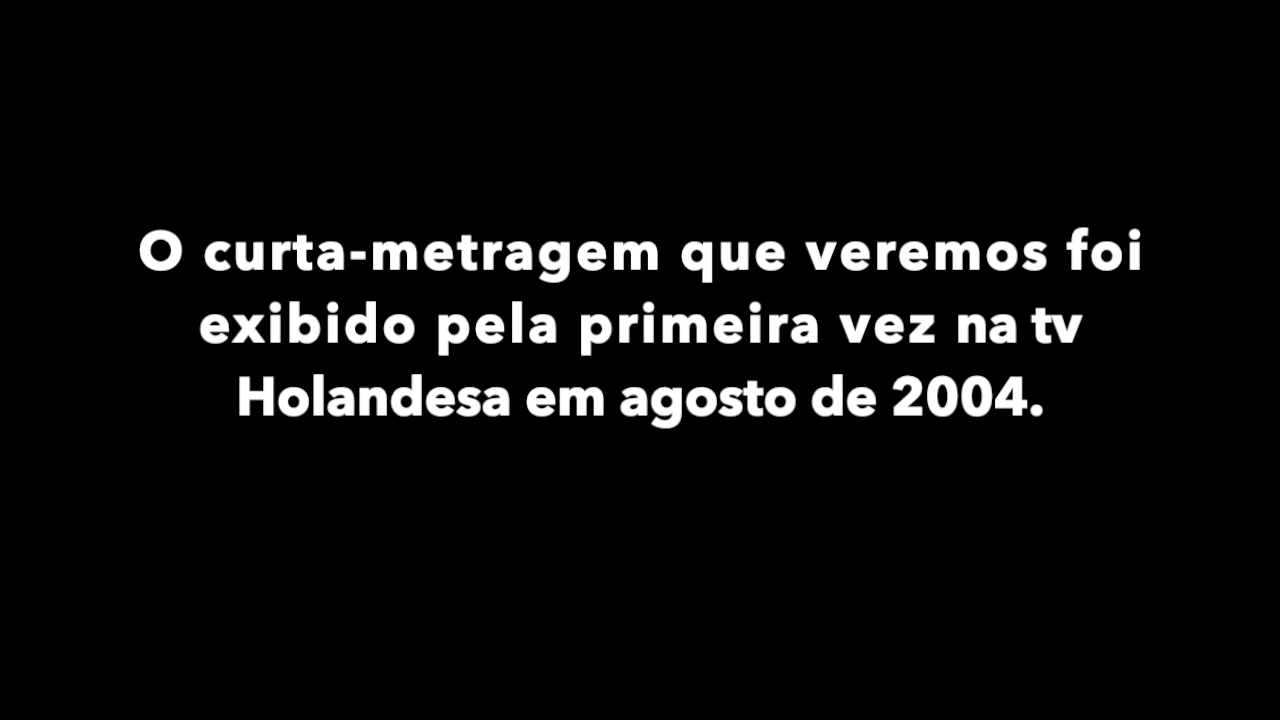 O curta-metragem que veremos foi
exibido pela primeira vez na tv
Holandesa em agosto de 2004.